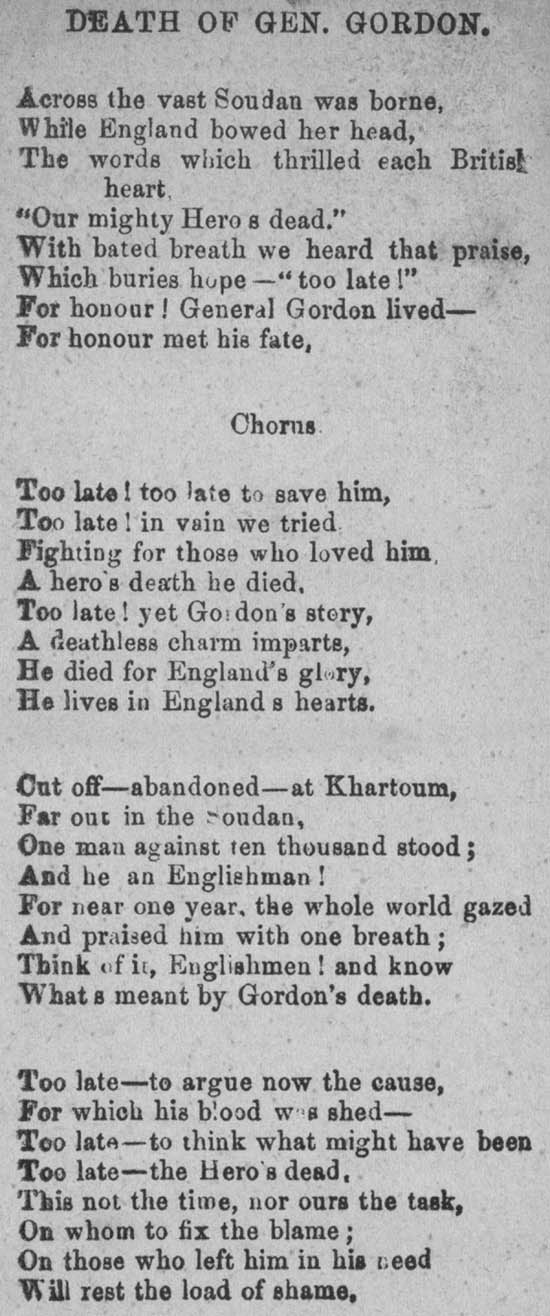 DEATH OF GEN. GORDON.
Across the vast Soudan was borne,
While England bowed her head,
The words which thrilled each British
heart,
"Our mighty Hero s dead."
With bated breath we heard that praise,
Which buries hope—"too late!"
For honour! General Gordon lived—
For honour met his fate,
Chorus.
Too late! too late to save him,
Too late! in vain we tried.
Fighting for those who loved him,
A hero's death he died,
Too late! yet Gordon's story,
A deathless charm imparts,
He died for England's glory,
He lives in England s hearts.
Cut off—abandoned—at Khartoum,
Far out in the Soudan,
One man against ten thousand stood;
And he an Englishman!
For near one year, the whole world gazed
And praised him with one breath;
Think of it, Englishmen! and know
What s meant by Gordon's death.
Too late—to argue now the cause,
For which his blood was shed—
Too late—to think what might have been
Too late—the Hero's dead,
This not the time, nor ours the task,
On whom to fix the blame;
On those who left him in his need
Will rest the load of shame,